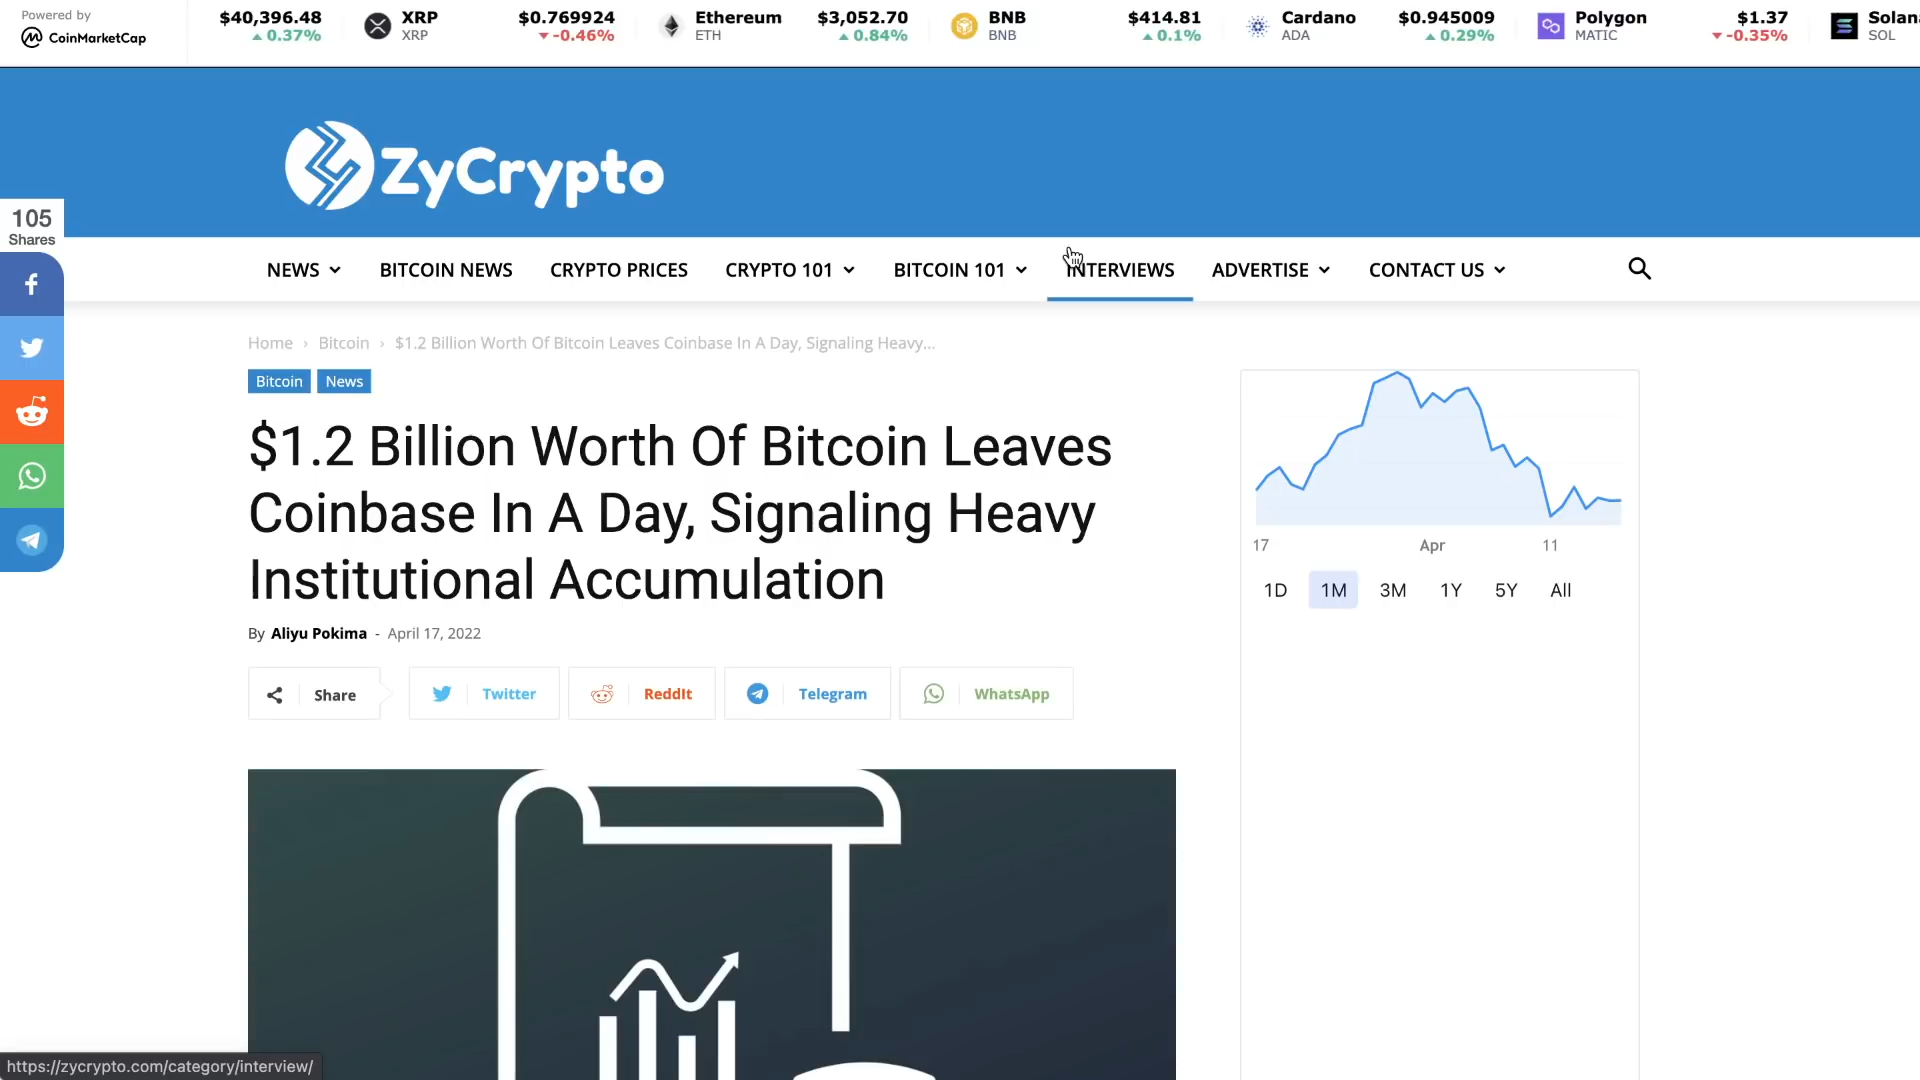 Powered by
CoinMarketCap
$40,396.48
0.37%
XRP
XRP
$0.769924
-0.46%
Ethereum
ETH
$3,052.70
0.84%
BNB
BNB
$414.81
0.1%
Cardano
ADA
$0.945009
0.29%
Polygon
MATIC
$1.37
-0.35%
Solan
SOL
ZyCrypto
105
Shares
NEWS
BITCOIN NEWS
CRYPTO PRICES
CRYPTO 101
BITCOIN 101
INTERVIEWS
ADVERTISE
CONTACT US
Home › Bitcoin › $1.2 Billion Worth Of Bitcoin Leaves Coinbase In A Day, Signaling Heavy...
Bitcoin News
$1.2 Billion Worth Of Bitcoin Leaves
Coinbase In A Day, Signaling Heavy
Institutional Accumulation
By Aliyu Pokima - April 17, 2022
Share
Twitter
ReddIt
Telegram
WhatsApp
17 Apr 11
1D 1M 3M 1Y 5Y All
https://zycrypto.com/category/interview/